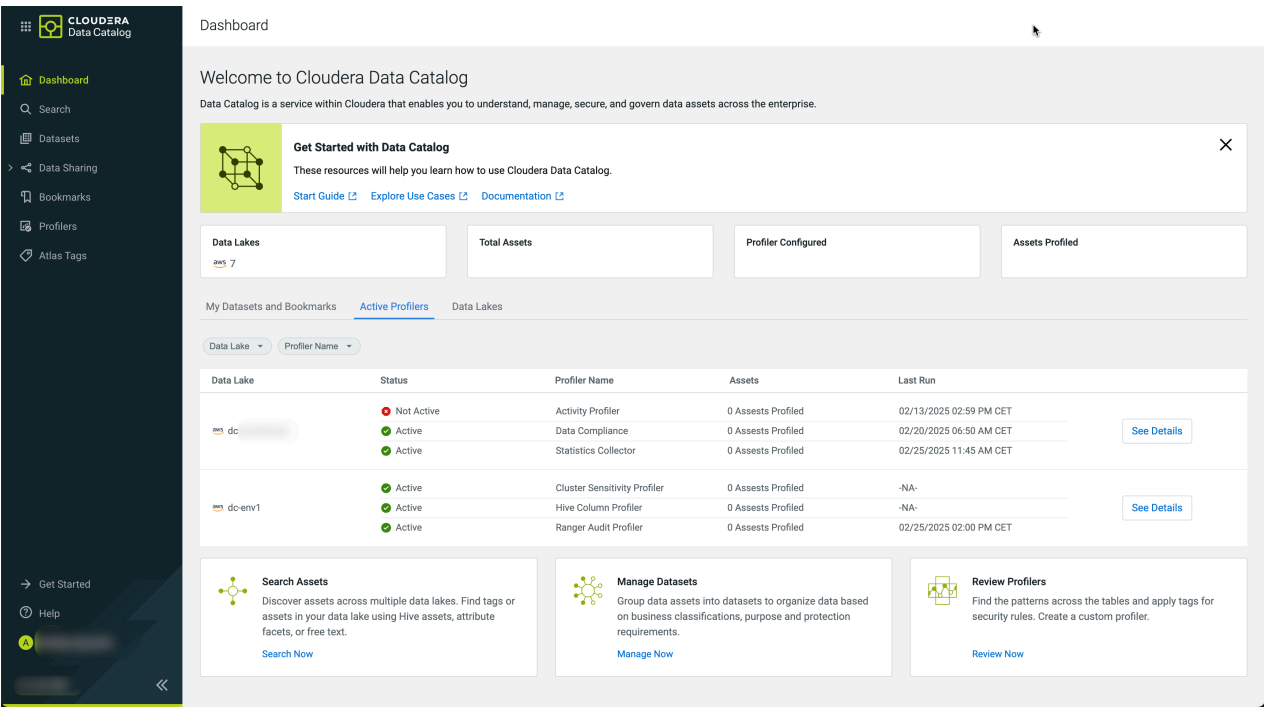 CLOUDERA
Data Catalog
Dashboard
Search
Datasets
Data Sharing
Bookmarks
Profilers
Atlas Tags
Get Started
Help
A
Dashboard
Welcome to Cloudera Data Catalog
Data Catalog is a service within Cloudera that enables you to understand, manage, secure, and govern data assets across the enterprise.
Get Started with Data Catalog
These resources will help you learn how to use Cloudera Data Catalog.
Start Guide Explore Use Cases Documentation
Data Lakes Total Assets Profiler Configured Assets Profiled
aws 7
My Datasets and Bookmarks Active Profilers Data Lakes
Data Lake Profiler Name
Data Lake Status Profiler Name Assets Last Run
Not Active Activity Profiler 0 Assests Profiled 02/13/2025 02:59 PM CET
aws dc Active Data Compliance 0 Assests Profiled 02/20/2025 06:50 AM CET See Details
Active Statistics Collector 0 Assests Profiled 02/25/2025 11:45 AM CET
Active Cluster Sensitivity Profiler 0 Assests Profiled -NA-
aws dc-env1 Active Hive Column Profiler 0 Assests Profiled -NA- See Details
Active Ranger Audit Profiler 0 Assests Profiled 02/25/2025 02:00 PM CET
Search Assets
Discover assets across multiple data lakes. Find tags or
assets in your data lake using Hive assets, attribute
facets, or free text.
Search Now
Manage Datasets
Group data assets into datasets to organize data based
on business classifications, purpose and protection
requirements.
Manage Now
Review Profilers
Find the patterns across the tables and apply tags for
security rules. Create a custom profiler.
Review Now